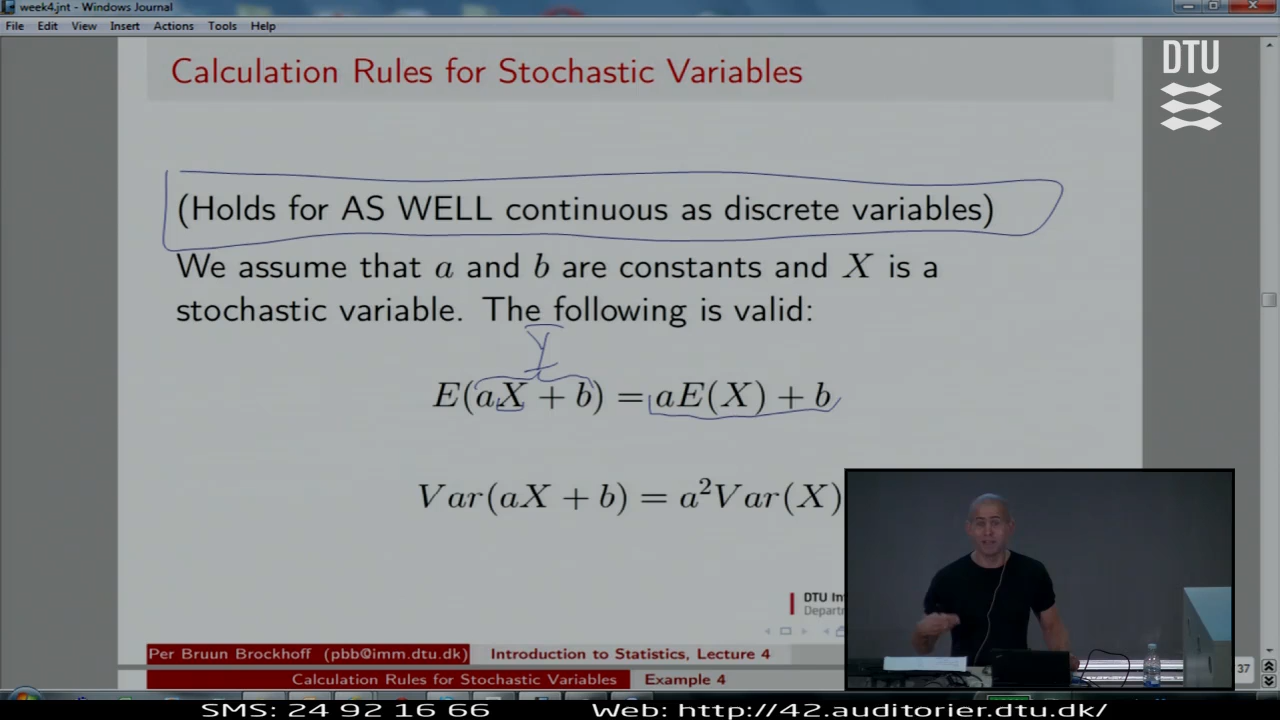 week4.jnt - Windows Journal
File Edit View Insert Actions Tools Help
DTU
Calculation Rules for Stochastic Variables
(Holds for AS WELL continuous as discrete variables)
We assume that a and b are constants and X is a
stochastic variable. The following is valid:
Y
E(aX + b) = aE(X) + b
Var(aX + b) = a²Var(X)
DTU In
Depart
Per Bruun Brockhoff (pbb@imm.dtu.dk) Introduction to Statistics, Lecture 4
37
Calculation Rules for Stochastic Variables Example 4
SMS: 24 92 16 66 Web: http://42.auditorier.dtu.dk/